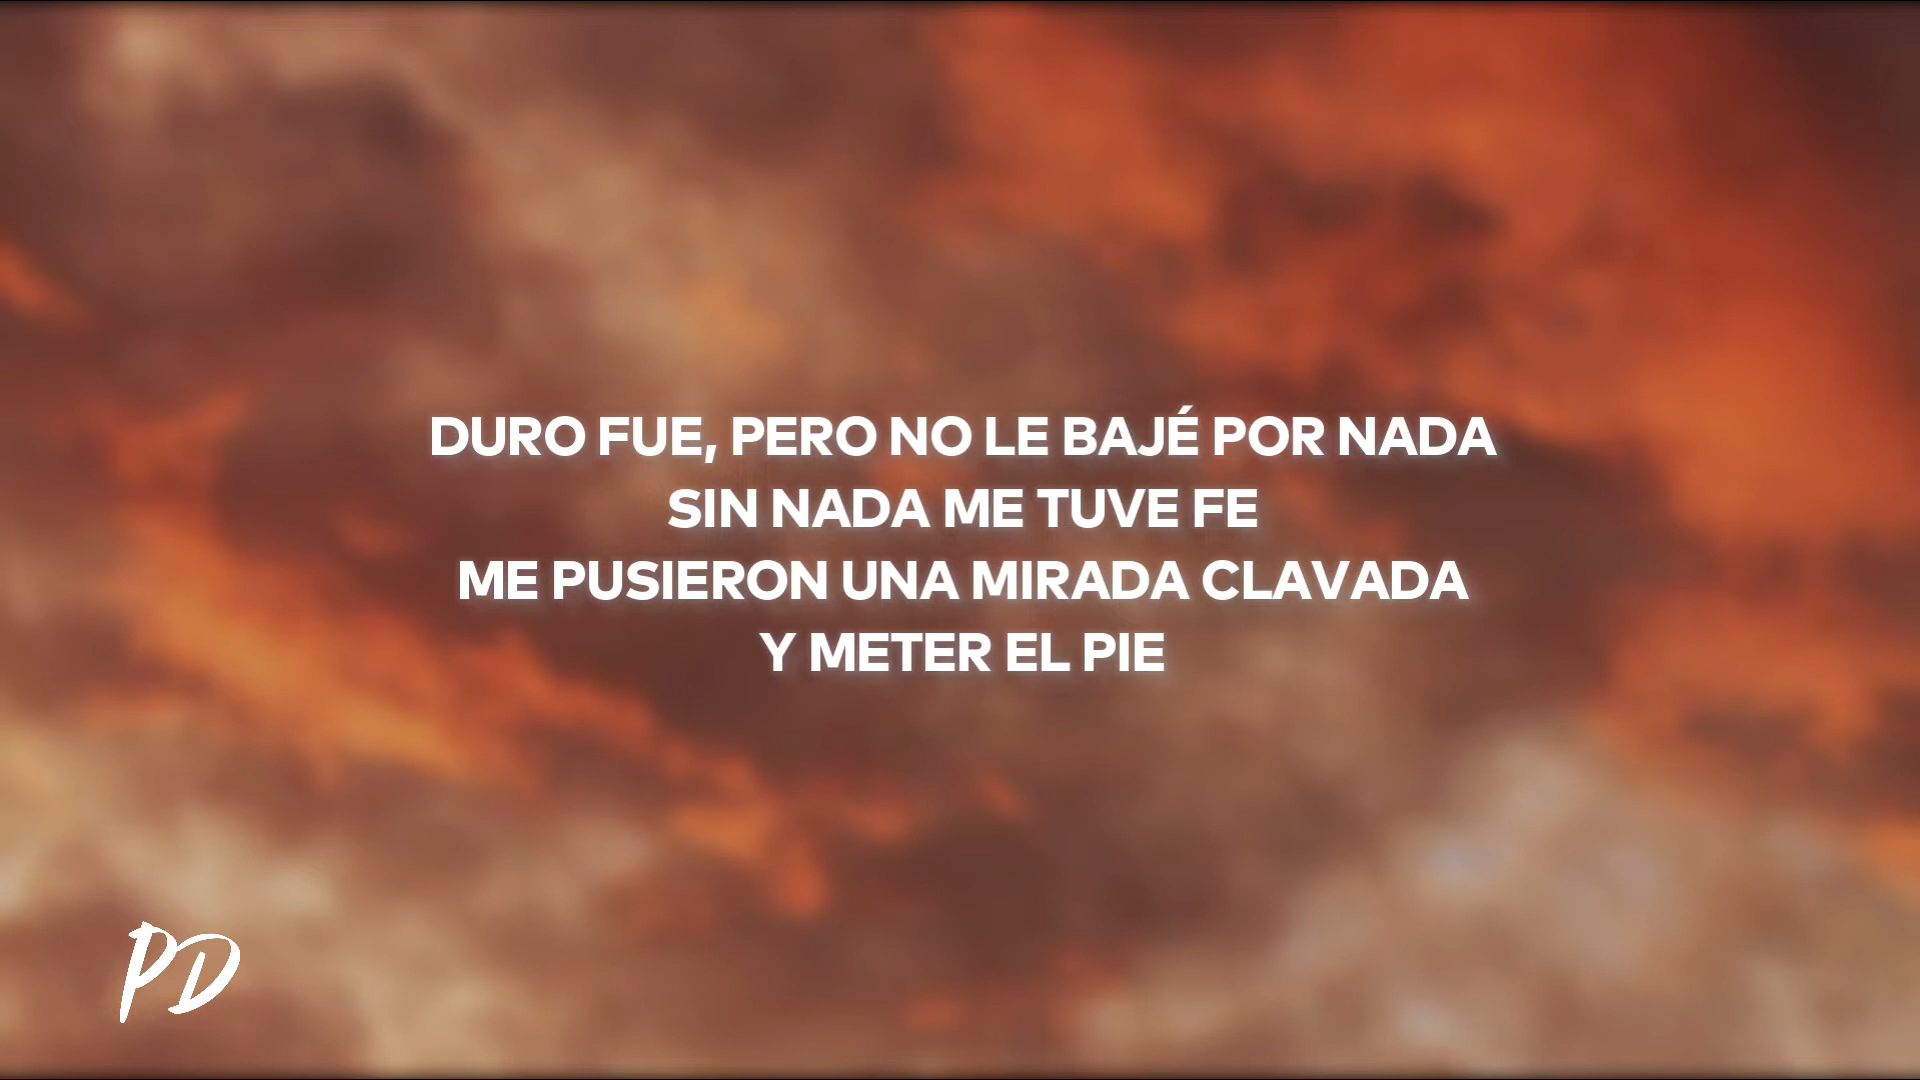 DURO FUE, PERO NO LE BAJÉ POR NADA
SIN NADA ME TUVE FE
ME PUSIERON UNA MIRADA CLAVADA
Y METER EL PIE
PD